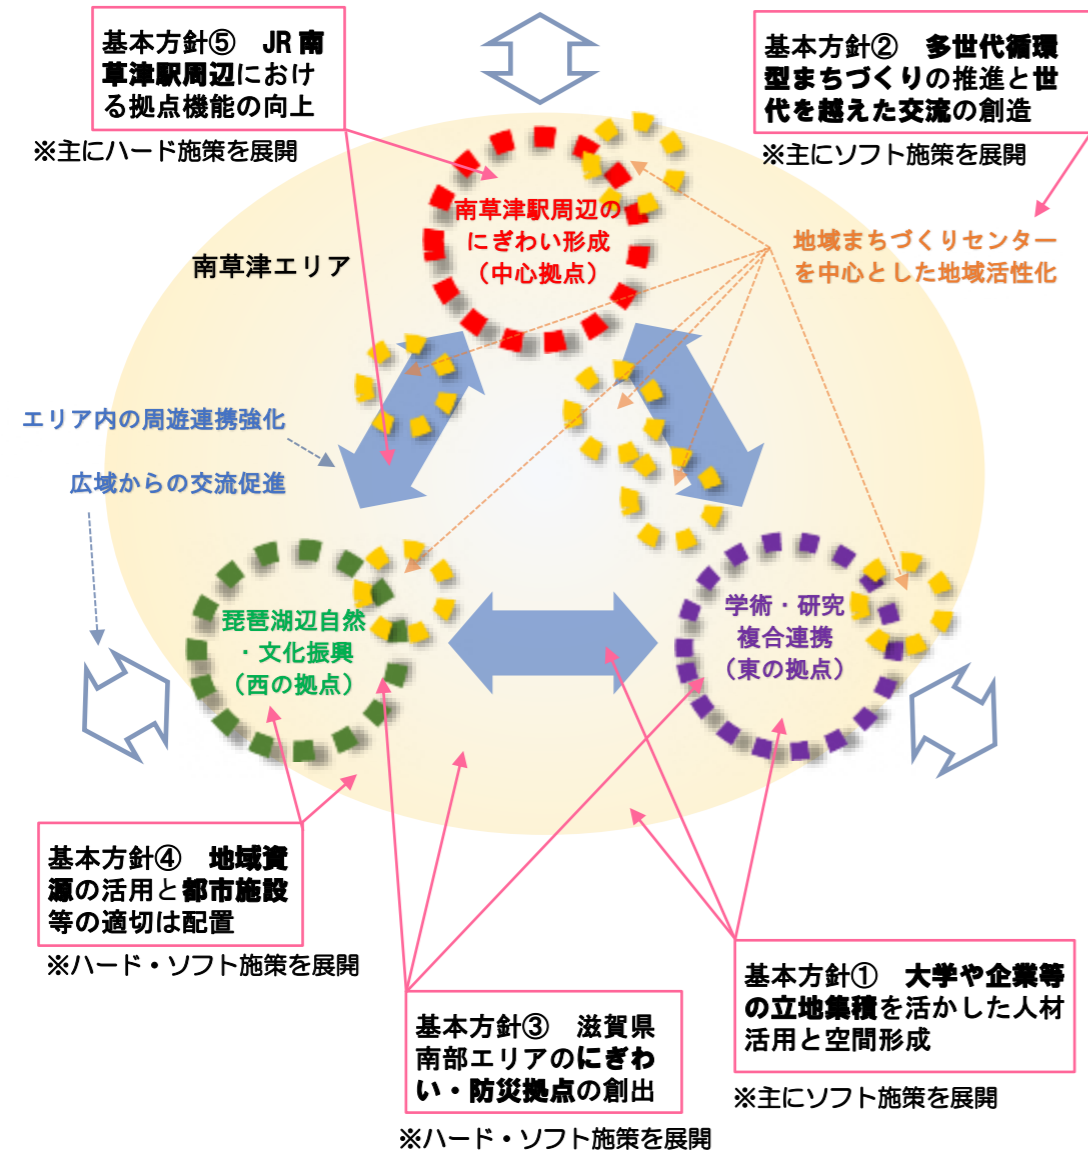 基本方針⑤　JR 南
草津駅周辺におけ
る拠点機能の向上
※主にハード施策を展開
基本方針②　多世代循環
型まちづくりの推進と世
代を越えた交流の創造
※主にソフト施策を展開
南草津駅周辺の
にぎわい形成
（中心拠点）
地域まちづくりセンター
を中心とした地域活性化
南草津エリア
エリア内の周遊連携強化
広域からの交流促進
琵琶湖辺自然
・文化振興
（西の拠点）
学術・研究
複合連携
（東の拠点）
基本方針④　地域資
源の活用と都市施設
等の適切は配置
※ハード・ソフト施策を展開
基本方針③　滋賀県
南部エリアのにぎわ
い・防災拠点の創出
※ハード・ソフト施策を展開
基本方針①　大学や企業等
の立地集積を活かした人材
活用と空間形成
※主にソフト施策を展開